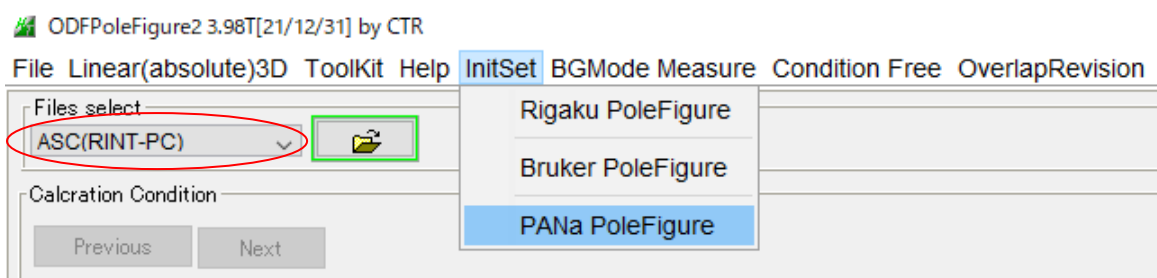 ODFPoleFigure2 3.98T[21/12/31] by CTR
File Linear(absolute)3D ToolKit Help InitSet BGMode Measure Condition Free OverlapRevision
Files select
ASC(RINT-PC)
Rigaku PoleFigure
Bruker PoleFigure
PANa PoleFigure
Calcration Condition
Previous Next